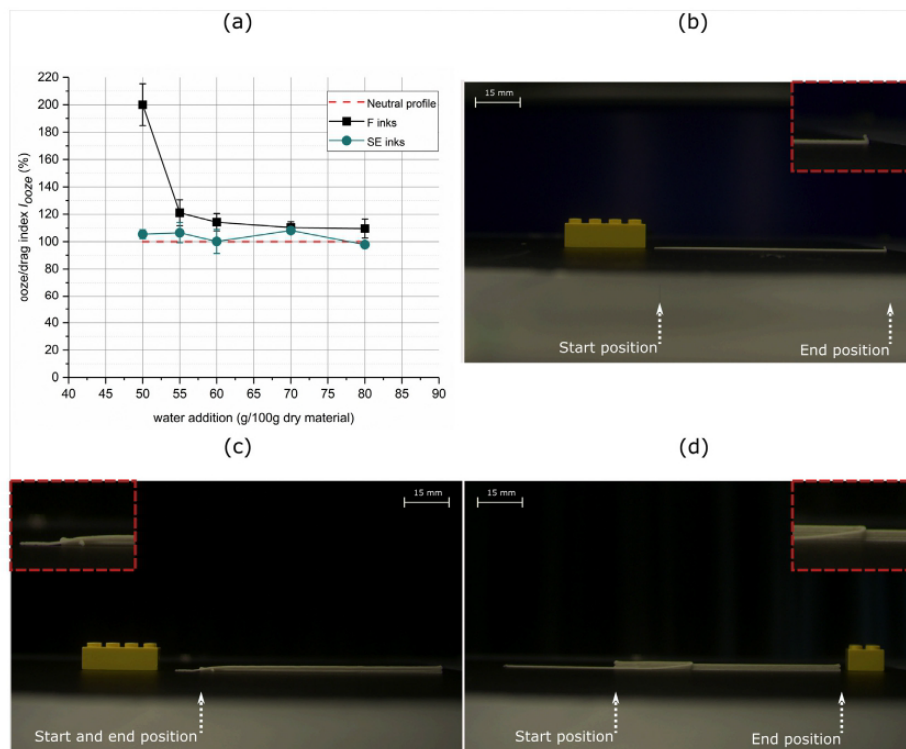 (a)
220
200
180
160
140
120
100
80
60
40
20
0
ooze/drag index Iooze (%)
Neutral profile
F inks
SE inks
40 45 50 55 60 65 70 75 80 85 90
water addition (g/100g dry material)
(b)
15 mm
Start position
End position
(c)
15 mm
Start and end position
(d)
15 mm
Start position
End position